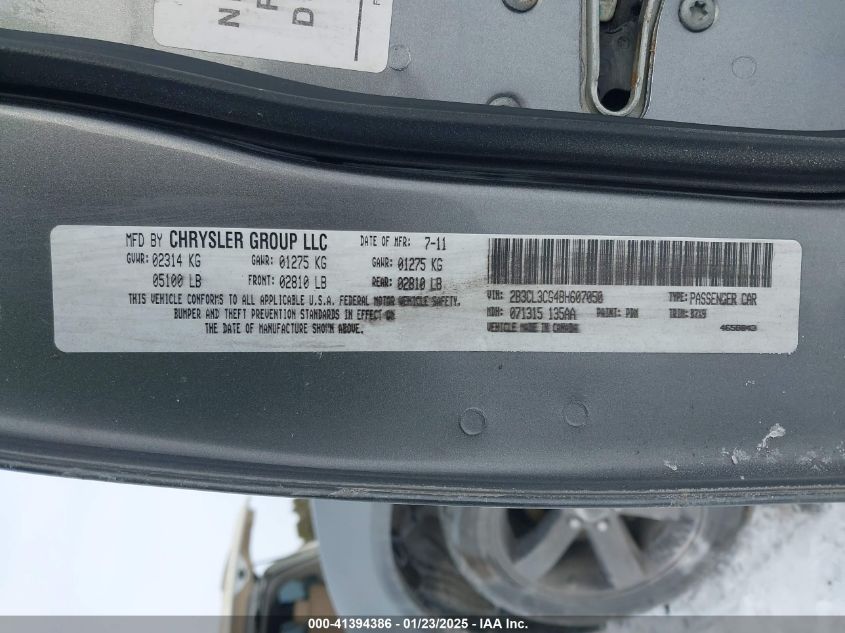 MFD BY CHRYSLER GROUP LLC DATE OF MFR: 7-11
GVWR: 02314 KG GAWR: 01275 KG GAWR: 01275 KG
05100 LB FRONT: 02810 LB REAR: 02810 LB
THIS VEHICLE CONFORMS TO ALL APPLICABLE U.S.A. FEDERAL MOTOR VEHICLE SAFETY,
BUMPER AND THEFT PREVENTION STANDARDS IN EFFECT ON
THE DATE OF MANUFACTURE SHOWN ABOVE.
VIN: 2B3CL3CG4BH607050 TYPE: PASSENGER CAR
MDH: 071315 135AA PAINT: PDN TRIM:
VEHICLE MADE IN CANADA
000-41394386 - 01/23/2025 - IAA Inc.